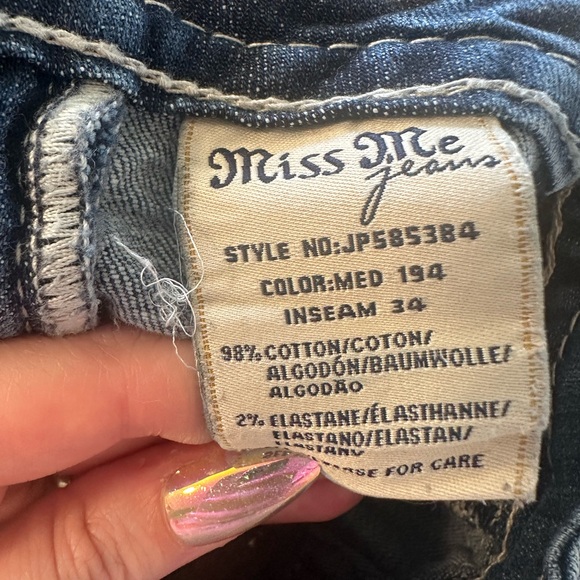 Miss Me
jeans
STYLE NO:JP585384
COLOR:MED 194
INSEAM 34
98% COTTON/COTON/
ALGODÓN/BAUMWOLLE/
ALGODÃO
2% ELASTANE/ÉLASTHANNE/
ELASTANO/ELASTAN/
FOR CARE